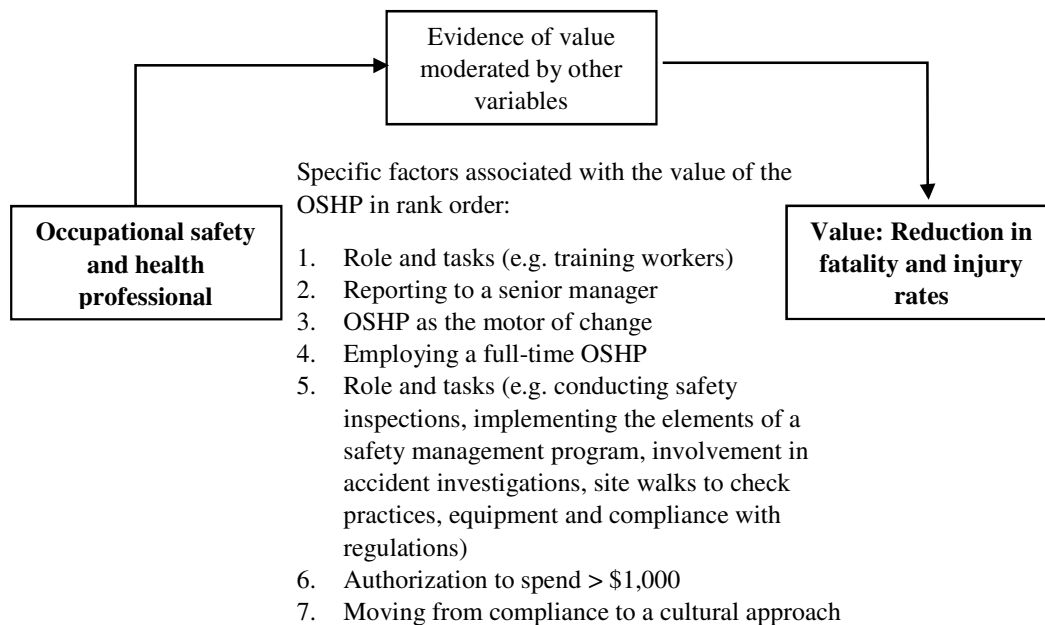 Evidence of value
moderated by other
variables
Specific factors associated with the value of the
OSHP in rank order:
Occupational safety
and health
professional
Value: Reduction in
fatality and injury
rates
1. Role and tasks (e.g. training workers)
2. Reporting to a senior manager
3. OSHP as the motor of change
4. Employing a full-time OSHP
5. Role and tasks (e.g. conducting safety
inspections, implementing the elements of a
safety management program, involvement in
accident investigations, site walks to check
practices, equipment and compliance with
regulations)
6. Authorization to spend > $1,000
7. Moving from compliance to a cultural approach